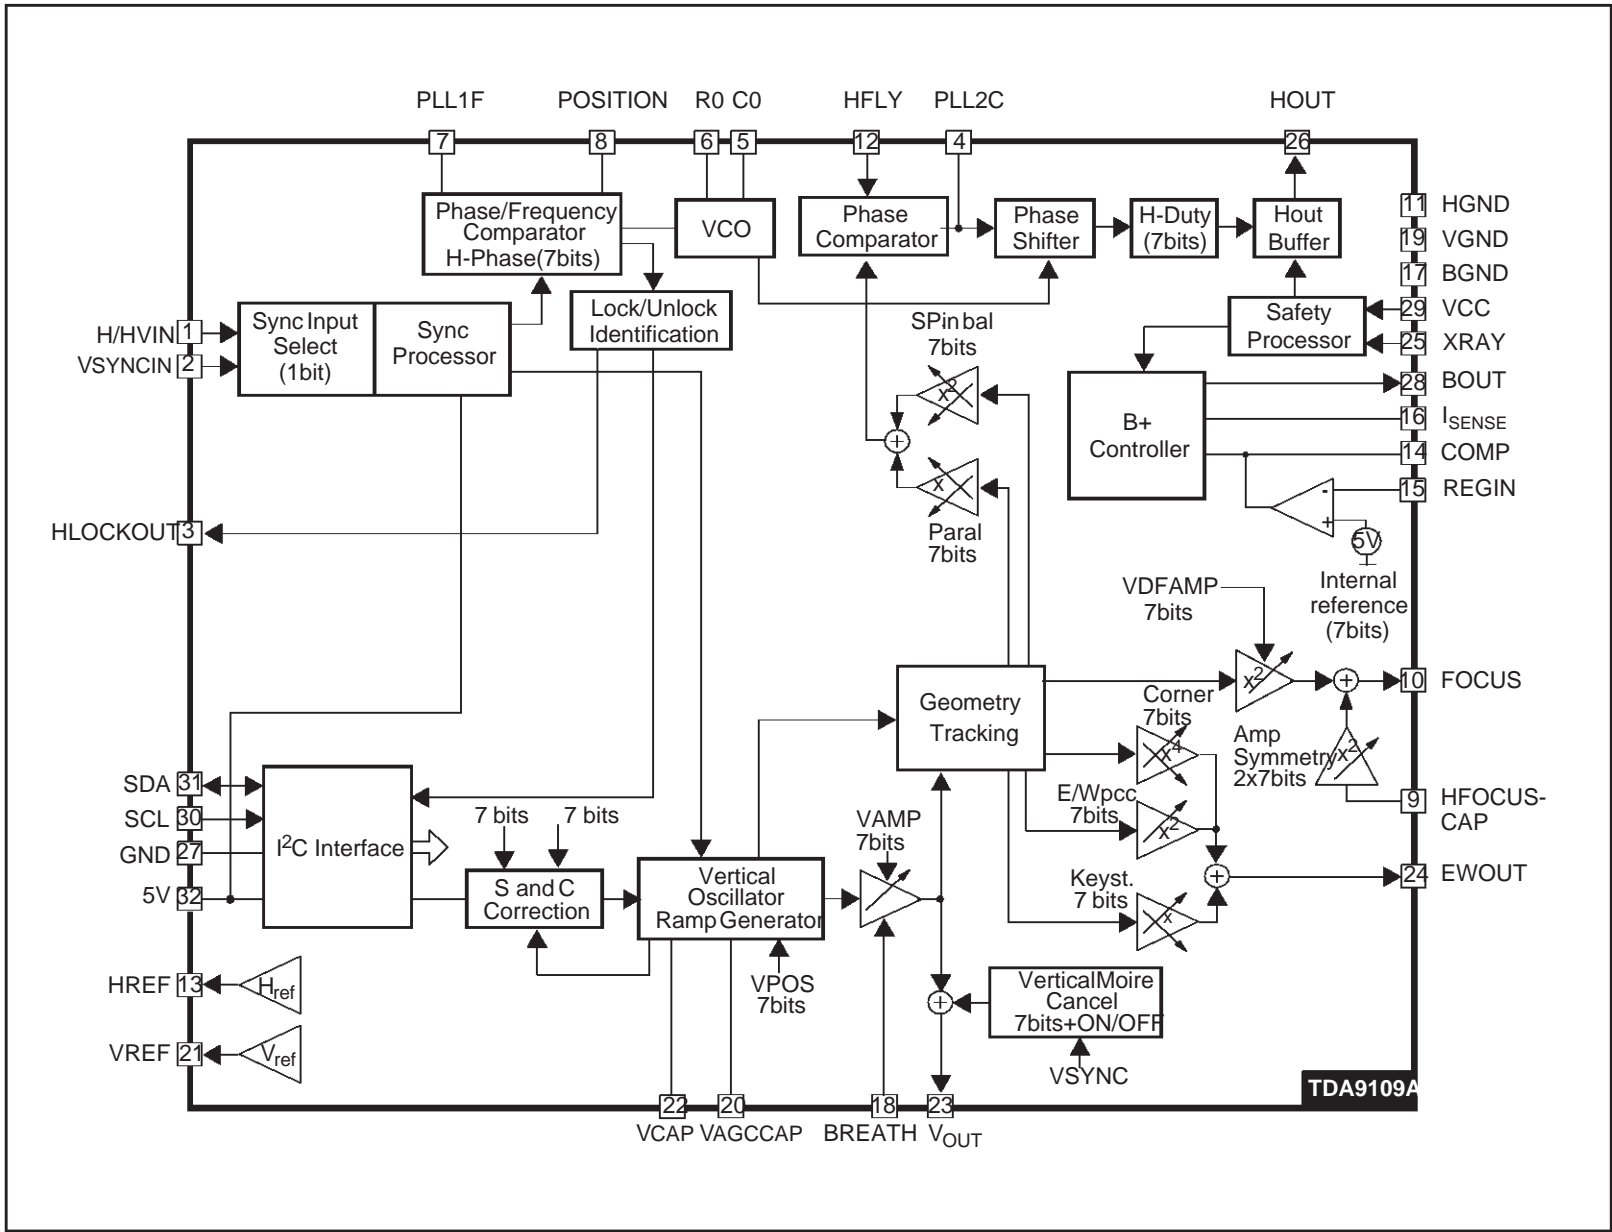 PLL1F POSITION R0 C0 HFLY PLL2C HOUT
7 8 6 5 12 4 26
Phase/Frequency
Comparator
H-Phase(7bits)
VCO
Phase
Comparator
Phase
Shifter
H-Duty
(7bits)
Hout
Buffer
11 HGND
19 VGND
17 BGND
29 VCC
25 XRAY
28 BOUT
16 ISENSE
14 COMP
15 REGIN
H/HVIN 1
VSYNCIN 2
Sync Input
Select
(1bit)
Sync
Processor
Lock/Unlock
Identification
SPinbal
7bits
x2
+
x
Paral
7bits
Safety
Processor
B+
Controller
-
+
5V
Internal
reference
(7bits)
HLOCKOUT 3
VDFAMP
7bits
x2
+
10 FOCUS
Geometry
Tracking
Corner
7bits
x4
Amp
Symmetry
2x7bits
x2
9 HFOCUS-
CAP
E/Wpcc
7bits
x2
Keyst.
7 bits
x
+
24 EWOUT
SDA 31
SCL 30
GND 27
5V 32
I2C Interface
7 bits 7 bits
S and C
Correction
Vertical
Oscillator
Ramp Generator
VAMP
7bits
VPOS
7bits
HREF 13
Href
VREF 21
Vref
+
VerticalMoire
Cancel
7bits+ON/OFF
VSYNC
TDA9109A
22 20 18 23
VCAP VAGCCAP BREATH VOUT